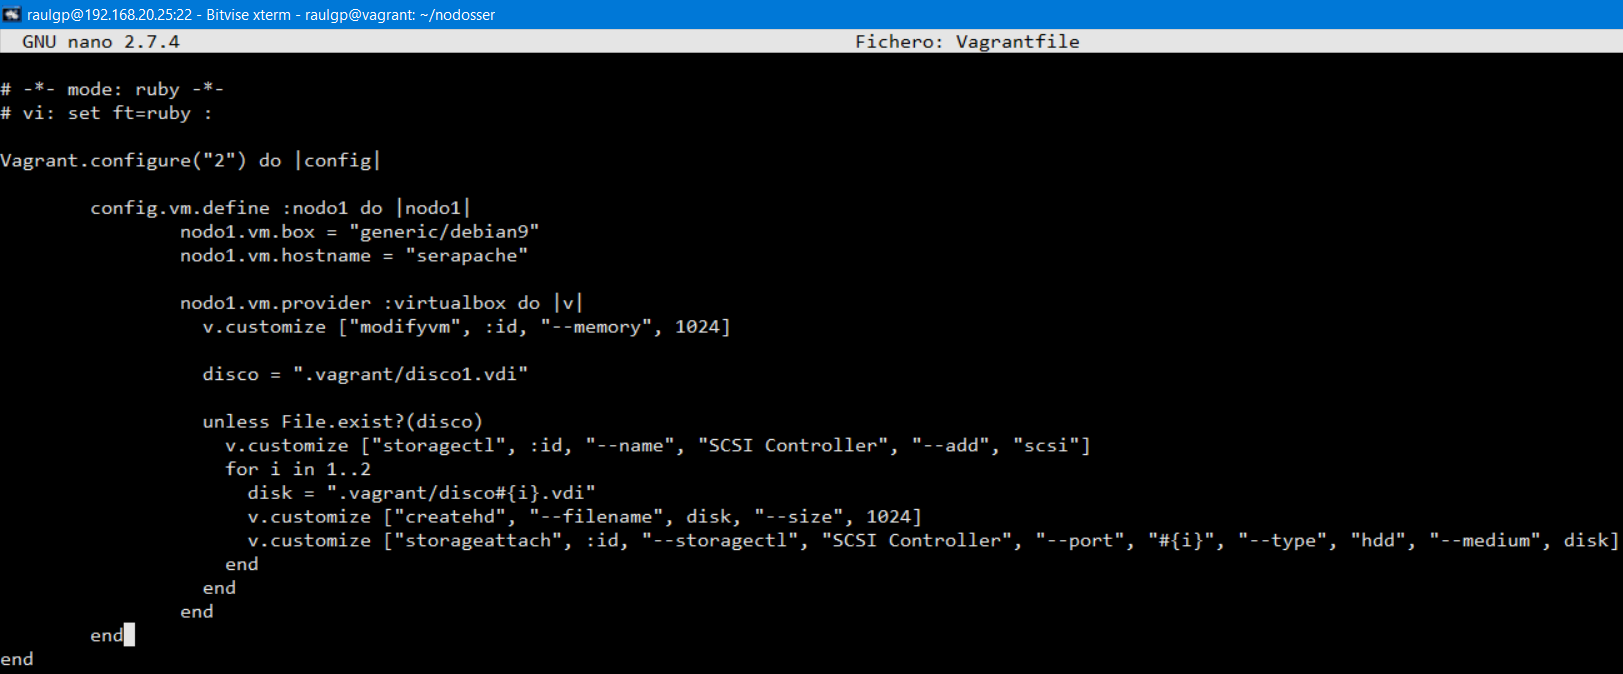 raulgp@192.168.20.25:22 - Bitvise xterm - raulgp@vagrant: ~/nodosser
GNU nano 2.7.4 Fichero: Vagrantfile
# -*- mode: ruby -*-
# vi: set ft=ruby :
Vagrant.configure("2") do |config|
config.vm.define :nodo1 do |nodo1|
nodo1.vm.box = "generic/debian9"
nodo1.vm.hostname = "serapache"
nodo1.vm.provider :virtualbox do |v|
v.customize ["modifyvm", :id, "--memory", 1024]
disco = ".vagrant/disco1.vdi"
unless File.exist?(disco)
v.customize ["storagectl", :id, "--name", "SCSI Controller", "--add", "scsi"]
for i in 1..2
disk = ".vagrant/disco#{i}.vdi"
v.customize ["createhd", "--filename", disk, "--size", 1024]
v.customize ["storageattach", :id, "--storagectl", "SCSI Controller", "--port", "#{i}", "--type", "hdd", "--medium", disk]
end
end
end
end
end